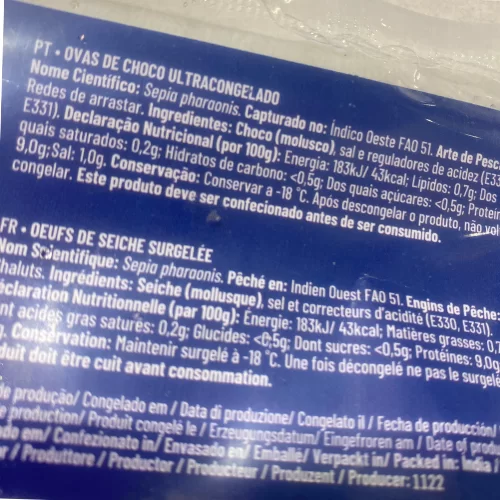 PT • OVAS DE CHOCO ULTRACONGELADO
Nome Científico: Sepia pharaonis. Capturado no: Índico Oeste FAO 51. Arte de Pesca
Redes de arrastar. Ingredientes: Choco (molusco), sal e reguladores de acidez (E33
E331). Declaração Nutricional (por 100g): Energia: 183kJ/ 43kcal; Lípidos: 0,7g; Dos
quais saturados: 0,2g; Hidratos de carbono: <0,5g; Dos quais açúcares: <0,5g; Proteín
9,0g; Sal: 1,0g. Conservação: Conservar a -18 °C. Após descongelar o produto, não vol
congelar. Este produto deve ser confecionado antes de ser consumido.
FR • OEUFS DE SEICHE SURGELÉE
Nom Scientifique: Sepia pharaonis. Pêché en: Indien Ouest FAO 51. Engins de Pêche:
Chaluts. Ingrédients: Seiche (mollusque), sel et correcteurs d'acidité (E330, E331).
Déclaration Nutritionnelle (par 100g): Énergie: 183kJ/ 43kcal; Matières grasses: 0,7
nt acides gras saturés: 0,2g; Glucides: <0,5g; Dont sucres: <0,5g; Protéines: 9,0g
g. Conservation: Maintenir surgelé à -18 °C. Une fois décongelé ne pas le surgelé
duit doit être cuit avant consommation.
de produção/ Congelado em / Data di produzione/ Congelato il / Fecha de producción/
e production/ Produit congelé le / Erzeugungsdatum/ Eingefroren am / Date of produ
do em/ Confezionato in/ Envasado en/ Emballé/ Verpackt in/ Packed in: India
r / Produttore / Productor / Producteur / Produzent / Producer: 1122